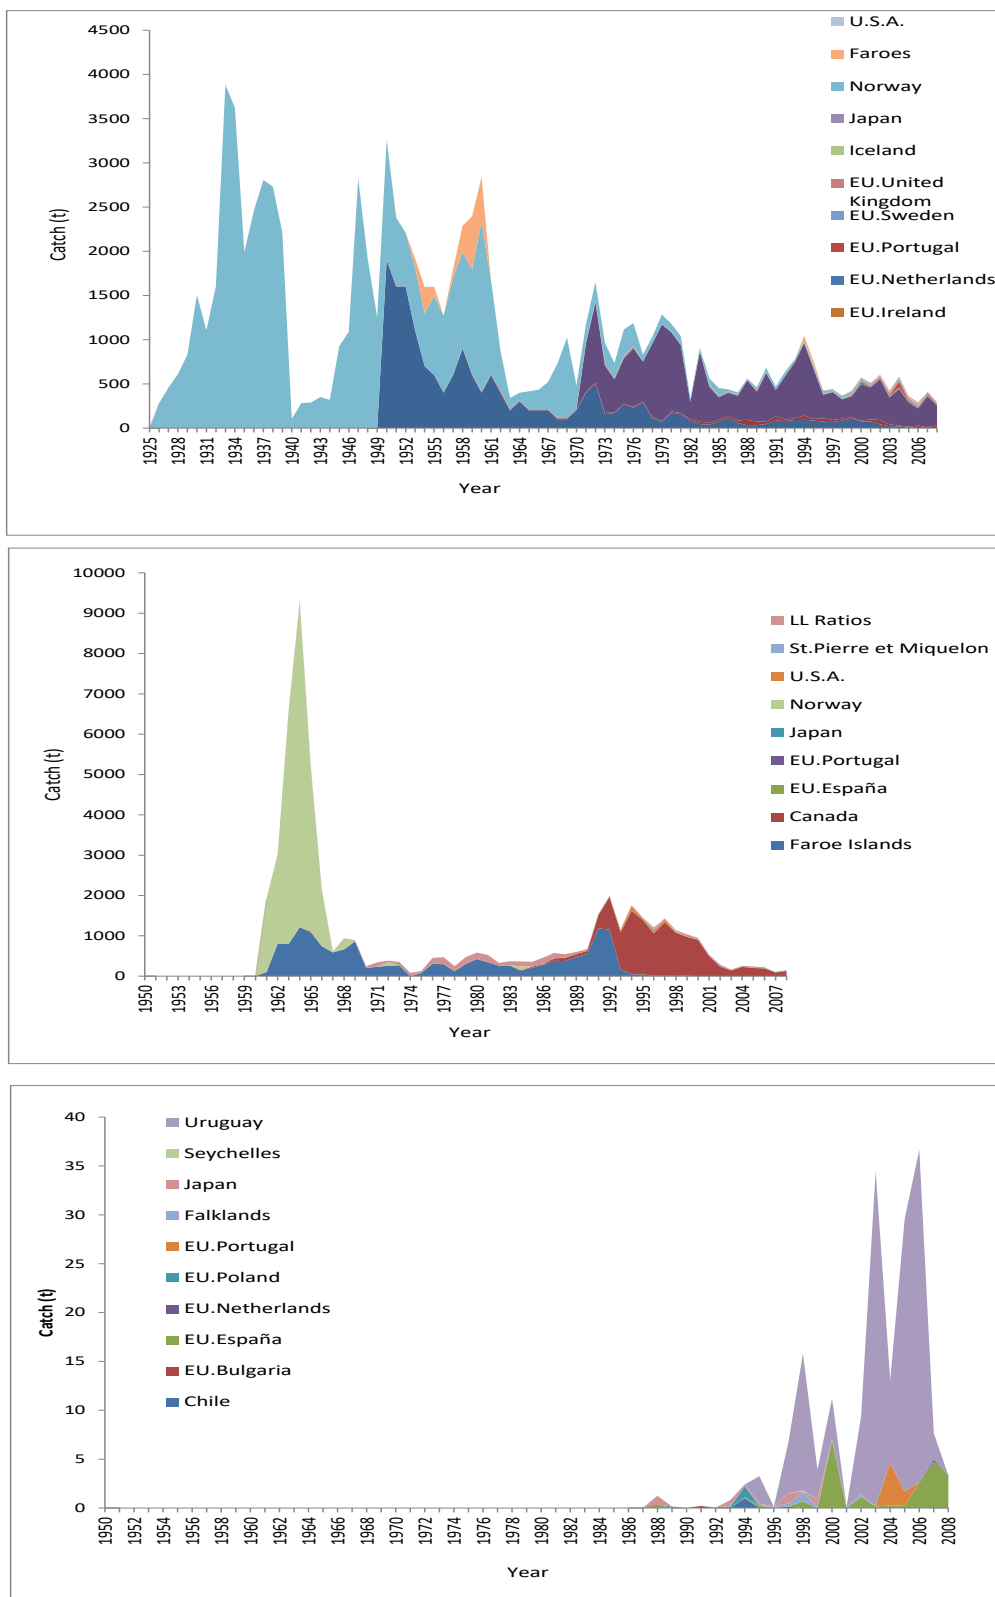 4500
4000
3500
3000
2500
2000
1500
1000
500
0
Catch (t)
1925 1928 1931 1934 1937 1940 1943 1946 1949 1952 1955 1958 1961 1964 1967 1970 1973 1976 1979 1982 1985 1988 1991 1994 1997 2000 2003 2006
Year
U.S.A.
Faroes
Norway
Japan
Iceland
EU.United
Kingdom
EU.Sweden
EU.Portugal
EU.Netherlands
EU.Ireland
10000
9000
8000
7000
6000
5000
4000
3000
2000
1000
0
Catch (t)
1950 1953 1956 1959 1962 1965 1968 1971 1974 1977 1980 1983 1986 1989 1992 1995 1998 2001 2004 2007
Year
LL Ratios
St.Pierre et Miquelon
U.S.A.
Norway
Japan
EU.Portugal
EU.España
Canada
Faroe Islands
40
35
30
25
20
15
10
5
0
Catch (t)
1950 1952 1954 1956 1958 1960 1962 1964 1966 1968 1970 1972 1974 1976 1978 1980 1982 1984 1986 1988 1990 1992 1994 1996 1998 2000 2002 2004 2006 2008
Year
Uruguay
Seychelles
Japan
Falklands
EU.Portugal
EU.Poland
EU.Netherlands
EU.España
EU.Bulgaria
Chile